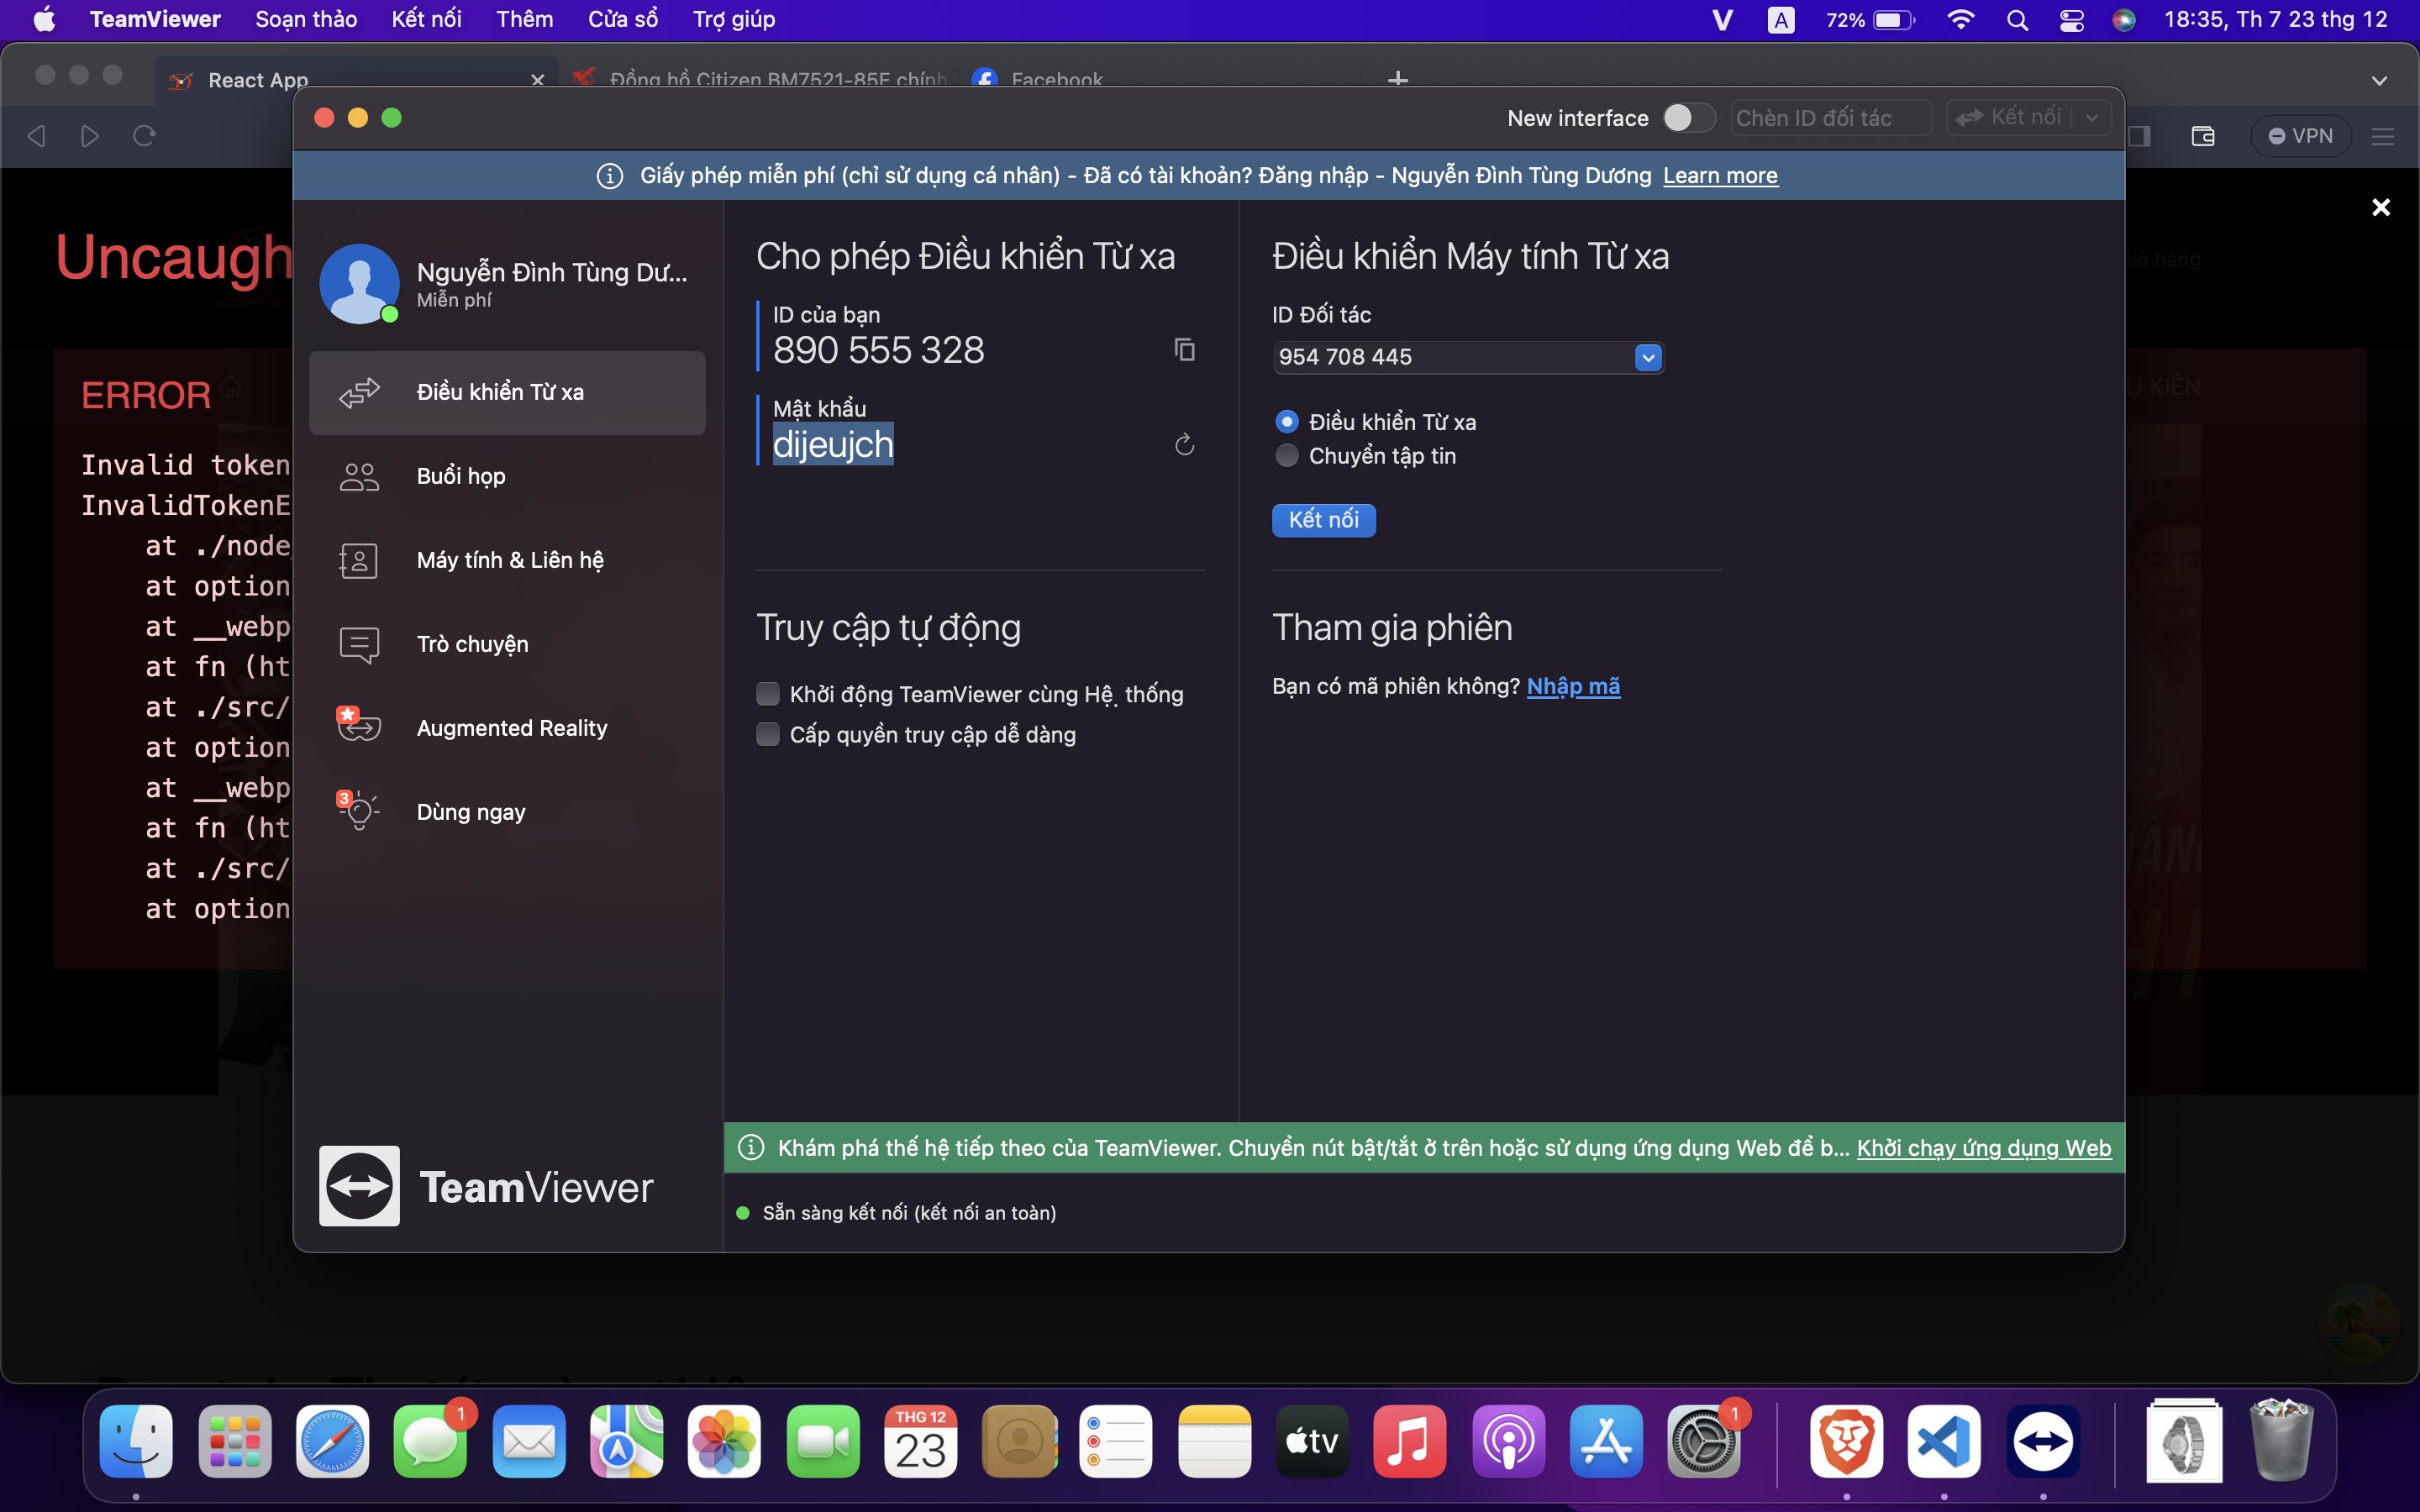 TeamViewer Soạn thảo Kết nối Thêm Cửa sổ Trợ giúp
V A 72% 18:35, Th 7 23 thg 12
React App
Đồng hồ Citizen BM7521-85E chính
Facebook
VPN
New interface
Chèn ID đối tác
Kết nối
Giấy phép miễn phí (chỉ sử dụng cá nhân) - Đã có tài khoản? Đăng nhập - Nguyễn Đình Tùng Dương Learn more
Uncaugh
ERROR
Invalid token
InvalidTokenE
at ./node_
at option
at __webp
at fn (ht
at ./src/
at option
at __webp
at fn (ht
at ./src/
at option
Nguyễn Đình Tùng Dư...
Miễn phí
Điều khiển Từ xa
Buổi họp
Máy tính & Liên hệ
Trò chuyện
Augmented Reality
3
Dùng ngay
TeamViewer
Cho phép Điều khiển Từ xa
ID của bạn
890 555 328
Mật khẩu
dijeujch
Truy cập tự động
Khởi động TeamViewer cùng Hệ. thống
Cấp quyền truy cập dễ dàng
Điều khiển Máy tính Từ xa
ID Đối tác
954 708 445
Điều khiển Từ xa
Chuyển tập tin
Kết nối
Tham gia phiên
Bạn có mã phiên không? Nhập mã
Khám phá thế hệ tiếp theo của TeamViewer. Chuyển nút bật/tắt ở trên hoặc sử dụng ứng dụng Web để b... Khởi chạy ứng dụng Web
Sẵn sàng kết nối (kết nối an toàn)
hàng
KIỆN
1
THG 12
23
tv
1